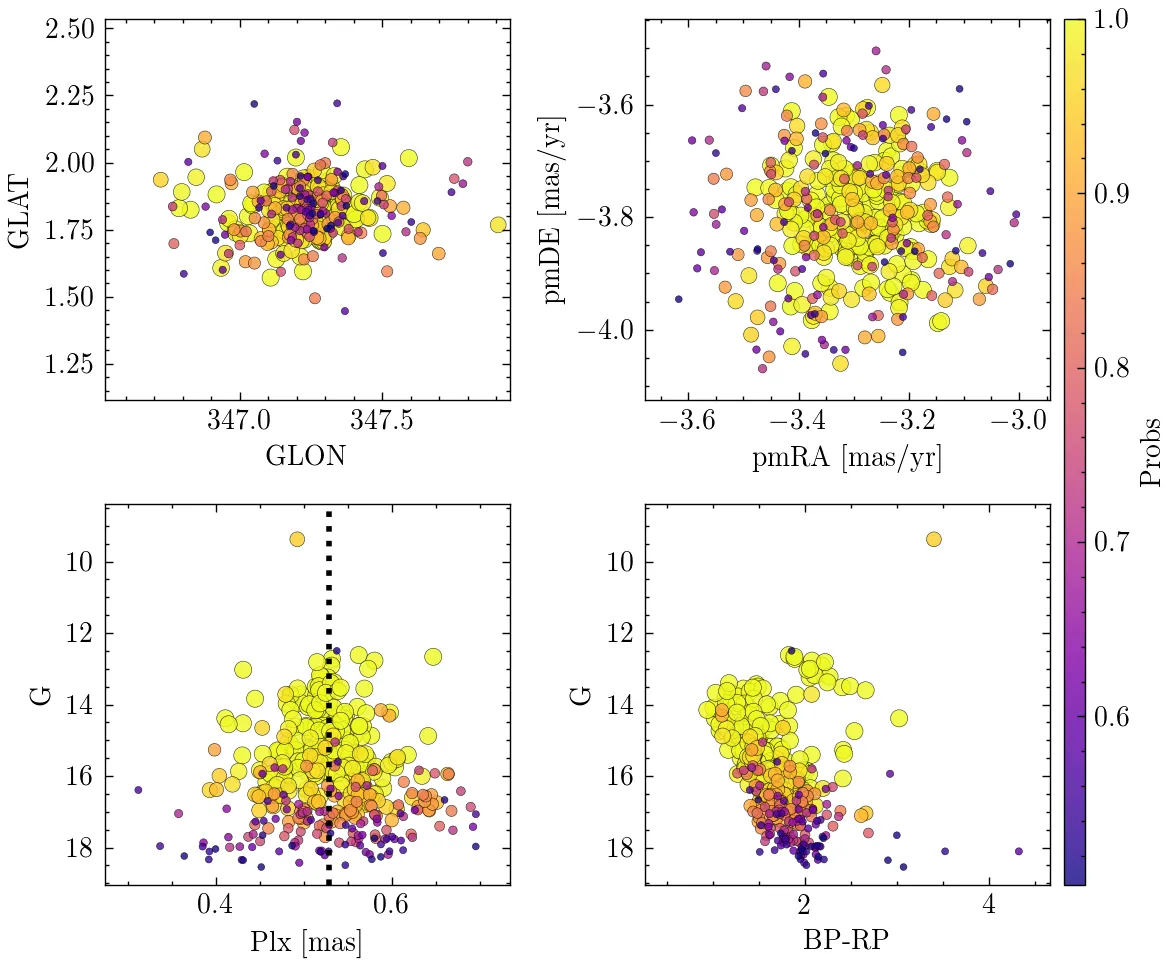 2.50
2.25
2.00
1.75
1.50
1.25
GLAT
347.0 347.5
GLON
−3.6
−3.8
−4.0
pmDE [mas/yr]
−3.6 −3.4 −3.2 −3.0
pmRA [mas/yr]
1.0
0.9
0.8
0.7
0.6
Probs
10
12
14
16
18
G
0.4 0.6
Plx [mas]
10
12
14
16
18
G
2 4
BP-RP